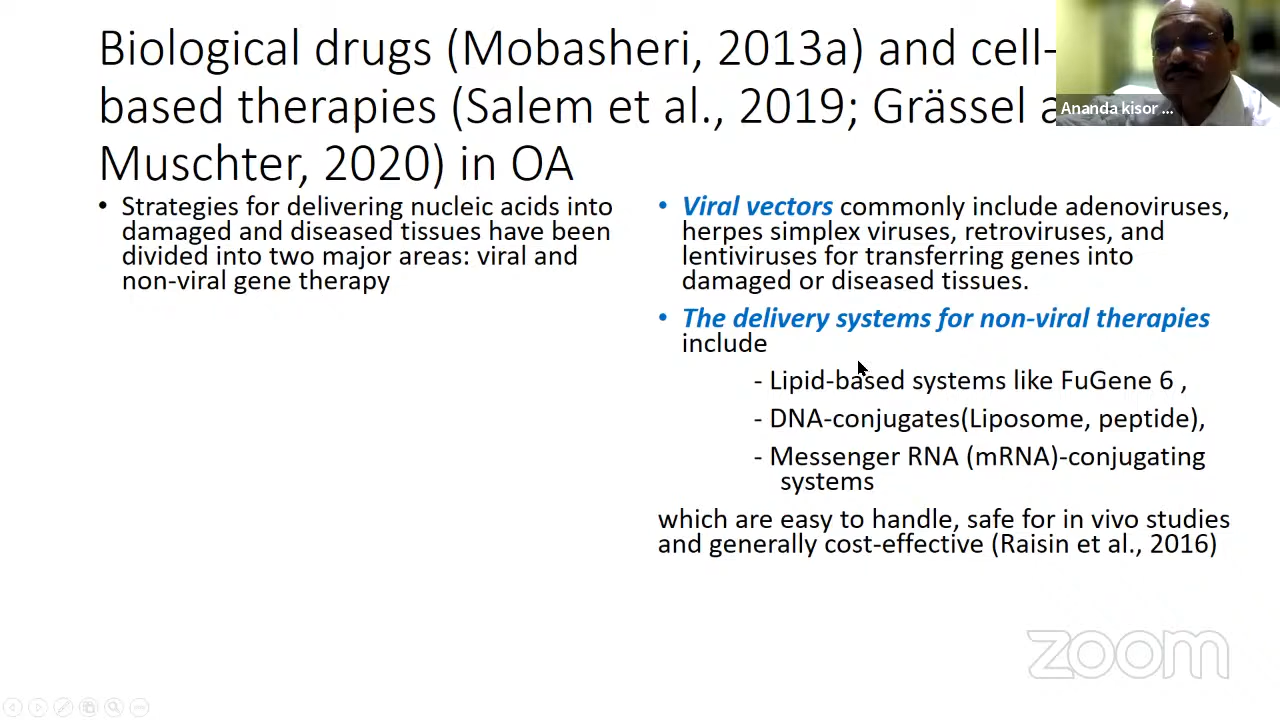 Biological drugs (Mobasheri, 2013a) and cell-
based therapies (Salem et al., 2019; Grässel a
Muschter, 2020) in OA
Ananda kisor ...
• Strategies for delivering nucleic acids into
damaged and diseased tissues have been
divided into two major areas: viral and
non-viral gene therapy
• Viral vectors commonly include adenoviruses,
herpes simplex viruses, retroviruses, and
lentiviruses for transferring genes into
damaged or diseased tissues.
• The delivery systems for non-viral therapies
include
- Lipid-based systems like FuGene 6 ,
- DNA-conjugates(Liposome, peptide),
- Messenger RNA (mRNA)-conjugating
systems
which are easy to handle, safe for in vivo studies
and generally cost-effective (Raisin et al., 2016)
zoom